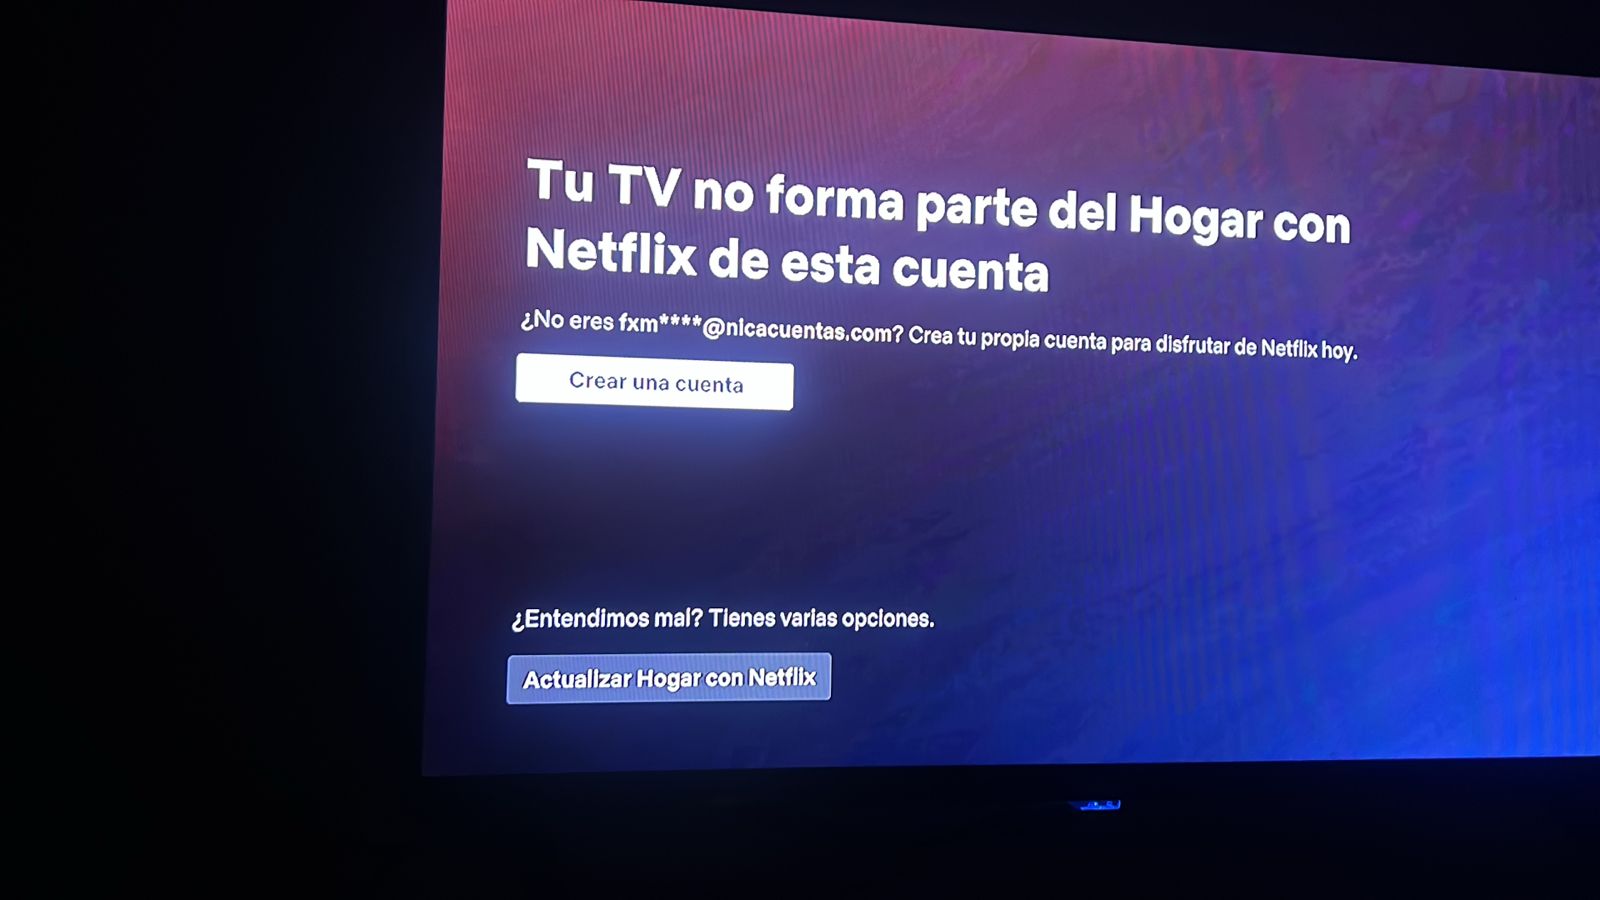 Tu TV no forma parte del Hogar con
Netflix de esta cuenta
¿No eres fxm****@nicacuentas.com? Crea tu propia cuenta para disfrutar de Netflix hoy.
Crear una cuenta
¿Entendimos mal? Tienes varias opciones.
Actualizar Hogar con Netflix